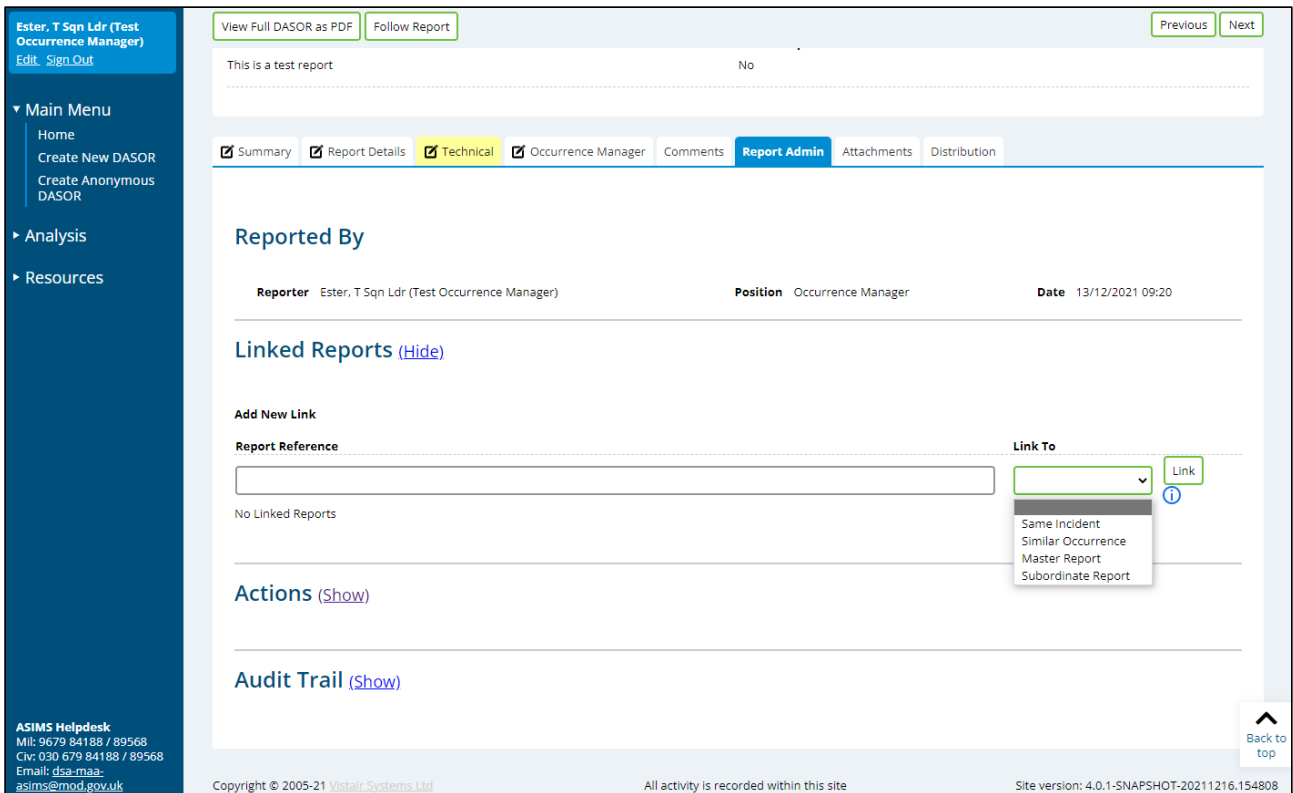 Ester, T Sqn Ldr (Test
Occurrence Manager)
Edit Sign Out
Main Menu
Home
Create New DASOR
Create Anonymous
DASOR
Analysis
Resources
ASIMS Helpdesk
Mil: 9679 84188 / 89568
Civ: 030 679 84188 / 89568
Email: dsa-maa-
asims@mod.gov.uk
View Full DASOR as PDF Follow Report Previous Next
This is a test report No
Summary Report Details Technical Occurrence Manager Comments Report Admin Attachments Distribution
Reported By
Reporter Ester, T Sqn Ldr (Test Occurrence Manager) Position Occurrence Manager Date 13/12/2021 09:20
Linked Reports (Hide)
Add New Link
Report Reference Link To
Link
No Linked Reports
Same Incident
Similar Occurrence
Master Report
Subordinate Report
Actions (Show)
Audit Trail (Show)
Back to
top
Copyright © 2005-21 Vistair Systems Ltd All activity is recorded within this site Site version: 4.0.1-SNAPSHOT-20211216.154808